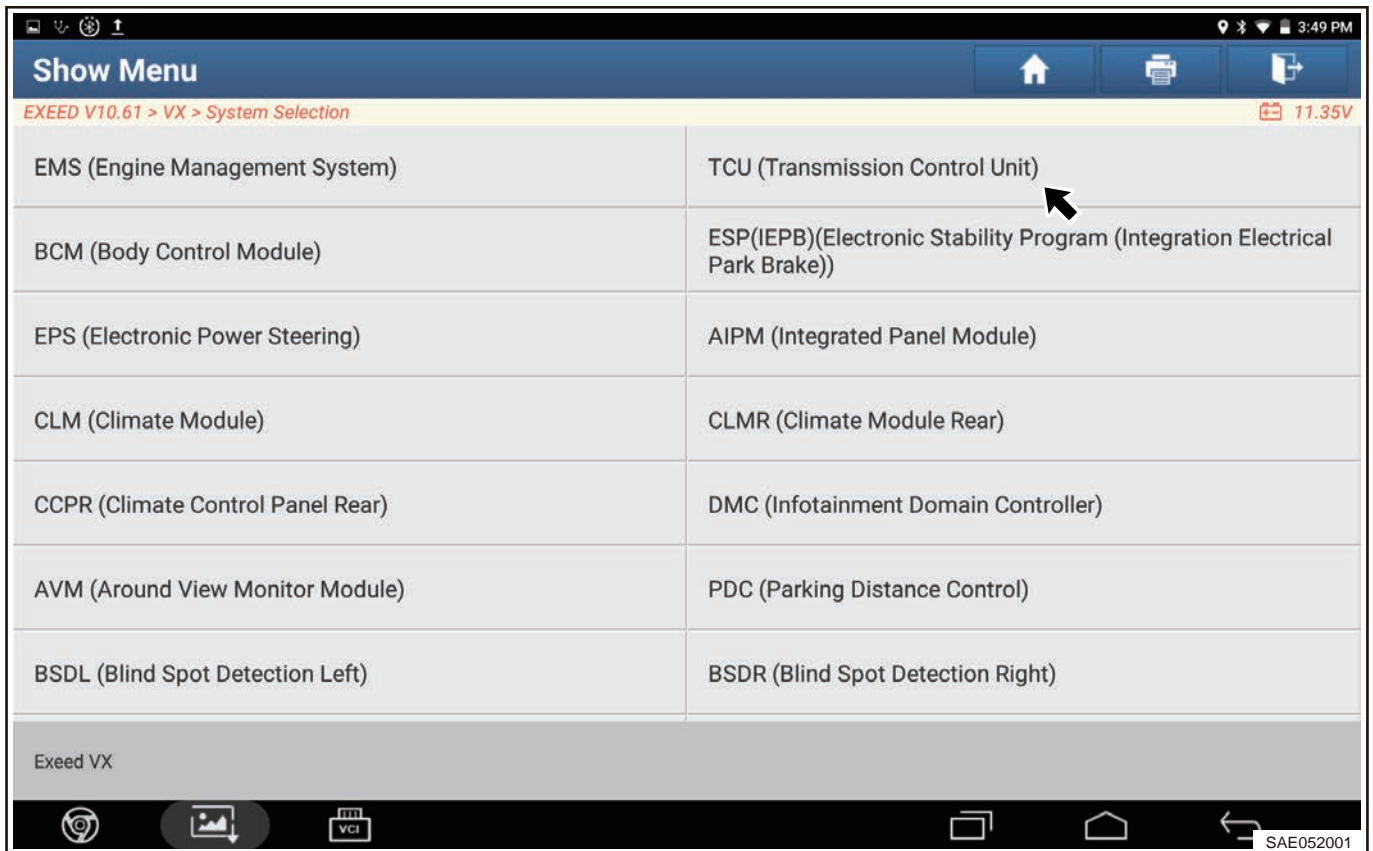 3:49 PM
Show Menu
EXEED V10.61 > VX > System Selection
11.35V
EMS (Engine Management System)
TCU (Transmission Control Unit)
BCM (Body Control Module)
ESP(IEPB)(Electronic Stability Program (Integration Electrical
Park Brake))
EPS (Electronic Power Steering)
AIPM (Integrated Panel Module)
CLM (Climate Module)
CLMR (Climate Module Rear)
CCPR (Climate Control Panel Rear)
DMC (Infotainment Domain Controller)
AVM (Around View Monitor Module)
PDC (Parking Distance Control)
BSDL (Blind Spot Detection Left)
BSDR (Blind Spot Detection Right)
Exeed VX
VCI
SAE052001